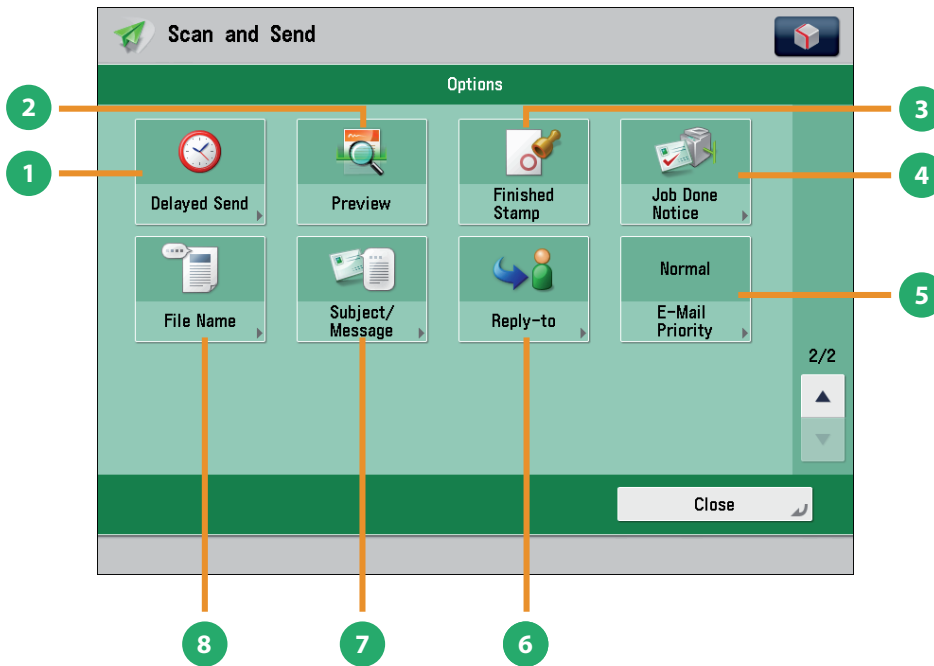 Scan and Send
Options
2
3
1
4
Delayed Send
Preview
Finished
Stamp
Job Done
Notice
Normal
5
File Name
Subject/
Message
Reply-to
E-Mail
Priority
2/2
Close
8
7
6